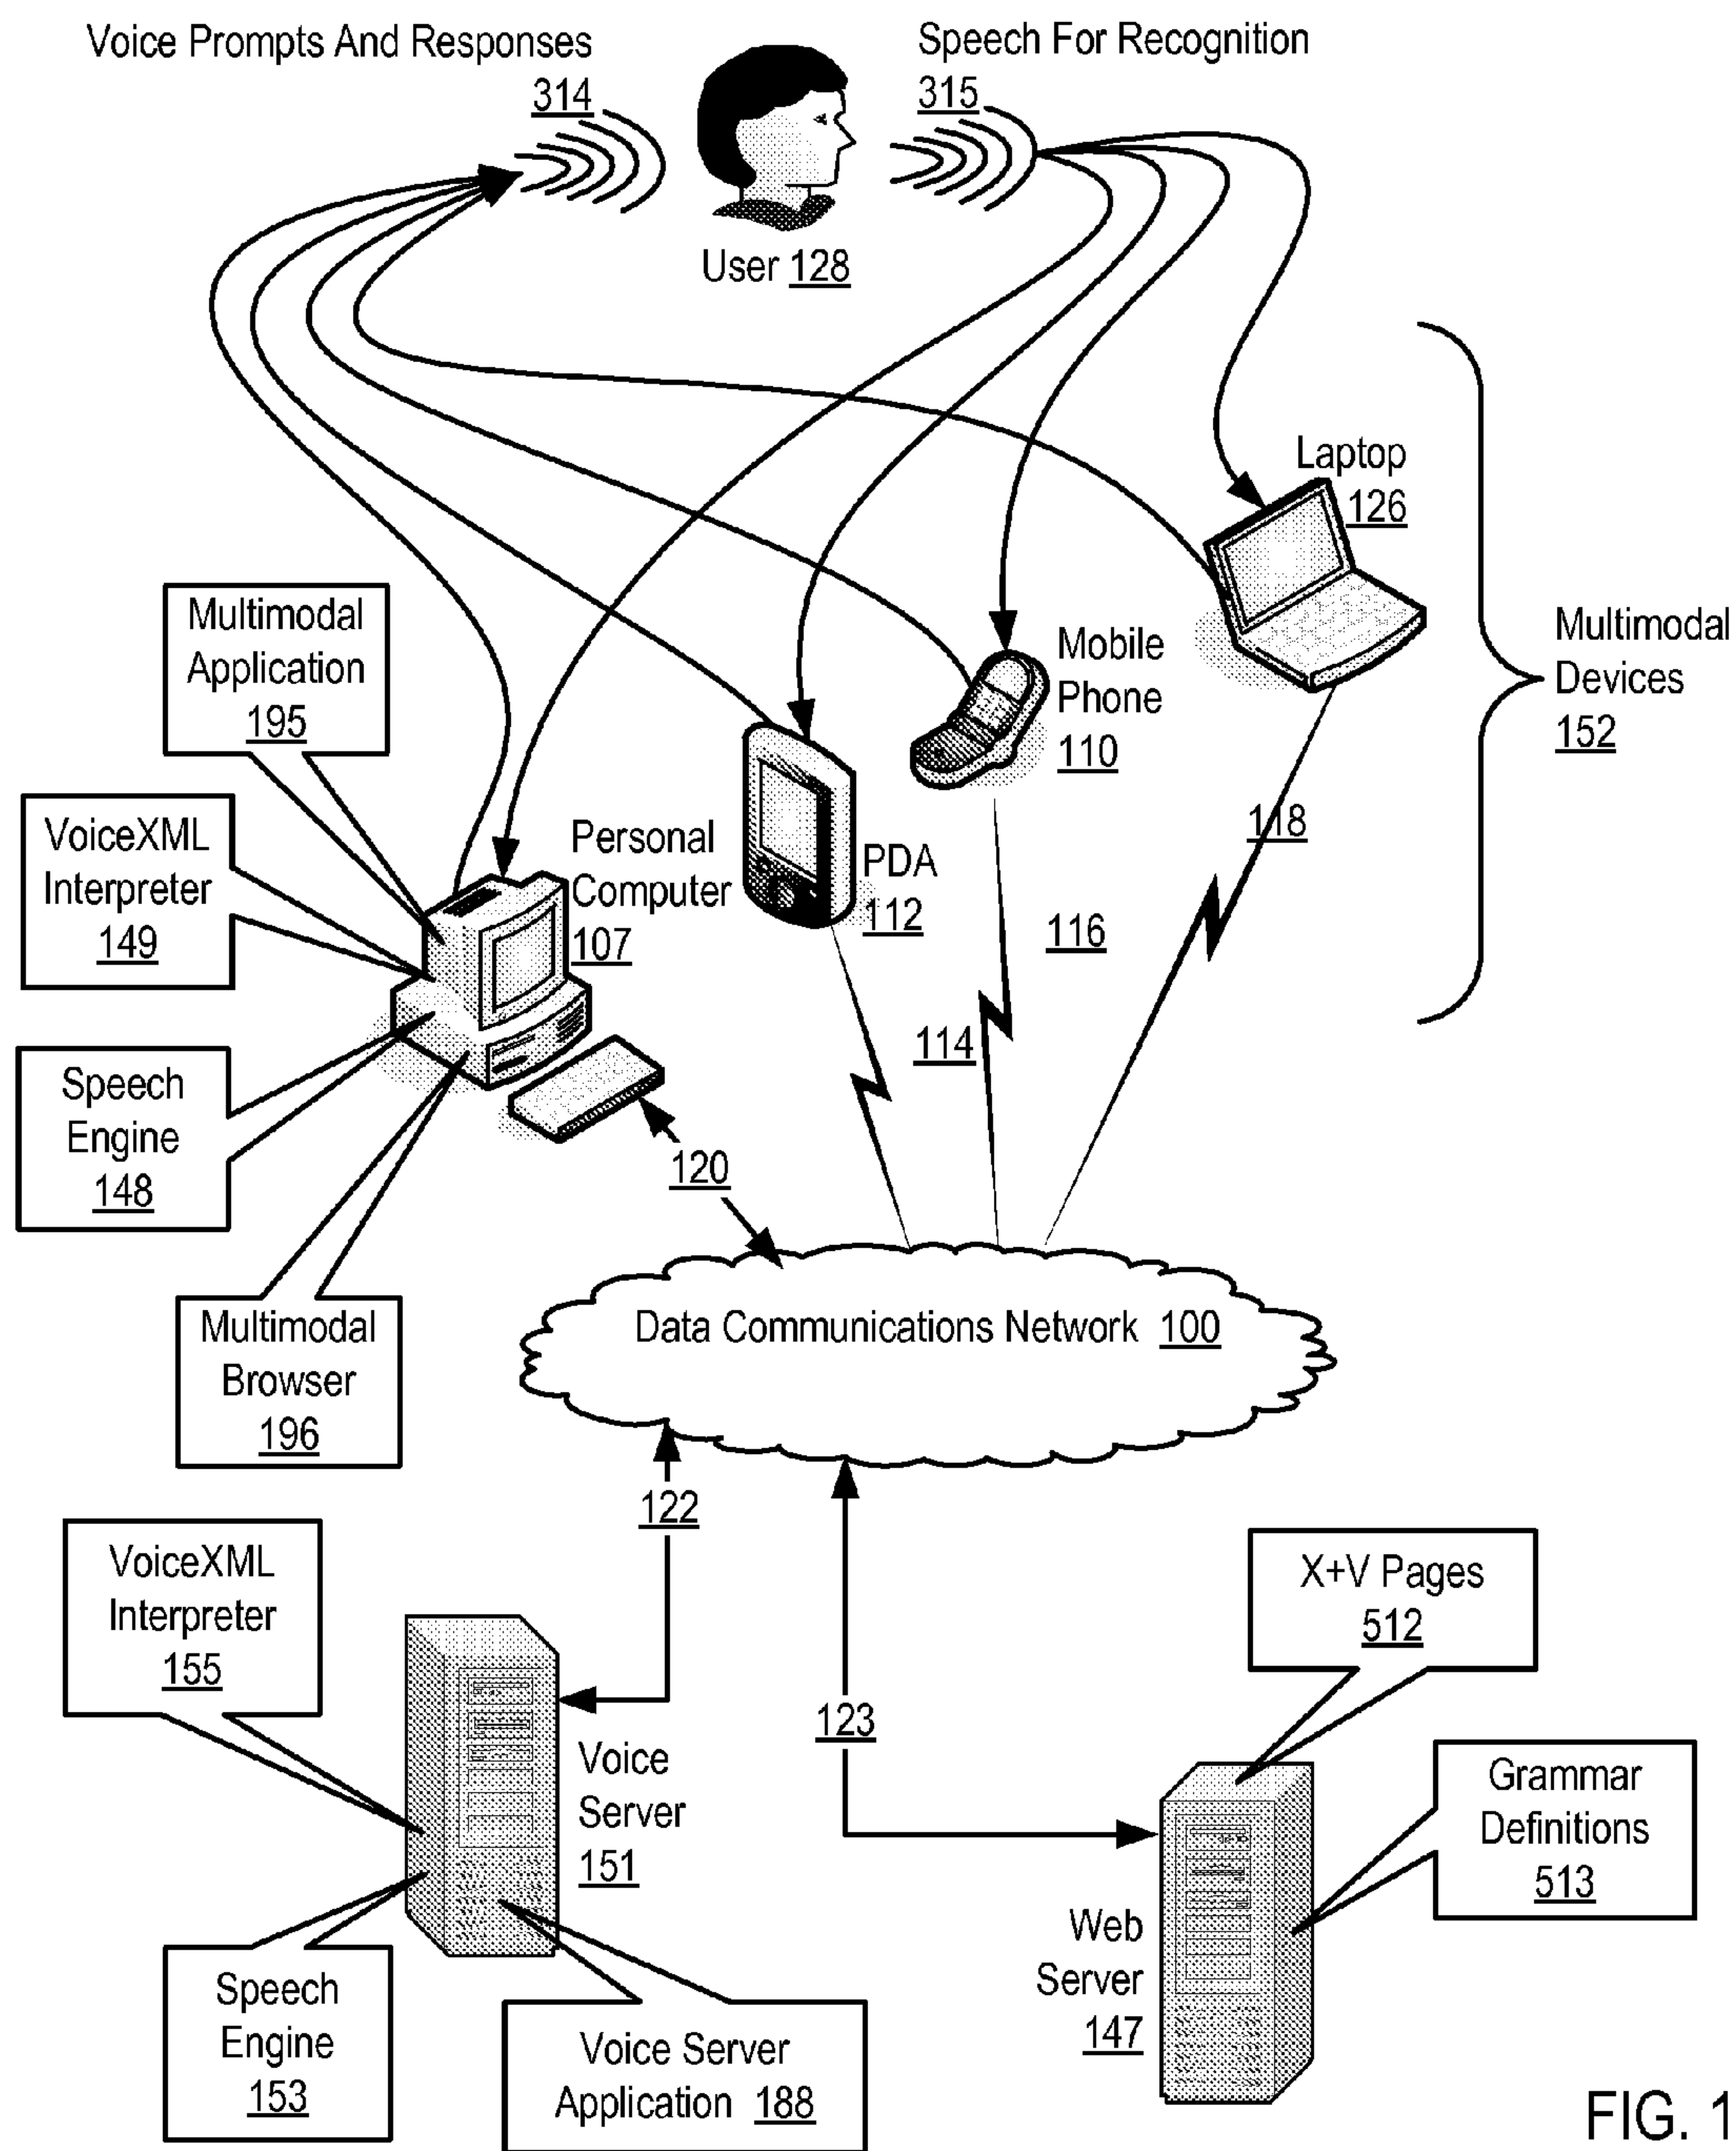 Voice Prompts And Responses
314
Speech For Recognition
315
User 128
Laptop
126
Multimodal
Devices
152
Multimodal
Application
195
Mobile
Phone
110
VoiceXML
Interpreter
149
Personal
Computer
107
PDA
112
118
116
114
Speech
Engine
148
120
Multimodal
Browser
196
Data Communications Network 100
122
123
VoiceXML
Interpreter
155
X+V Pages
512
Voice
Server
151
Grammar
Definitions
513
Web
Server
147
Speech
Engine
153
Voice Server
Application 188
FIG. 1